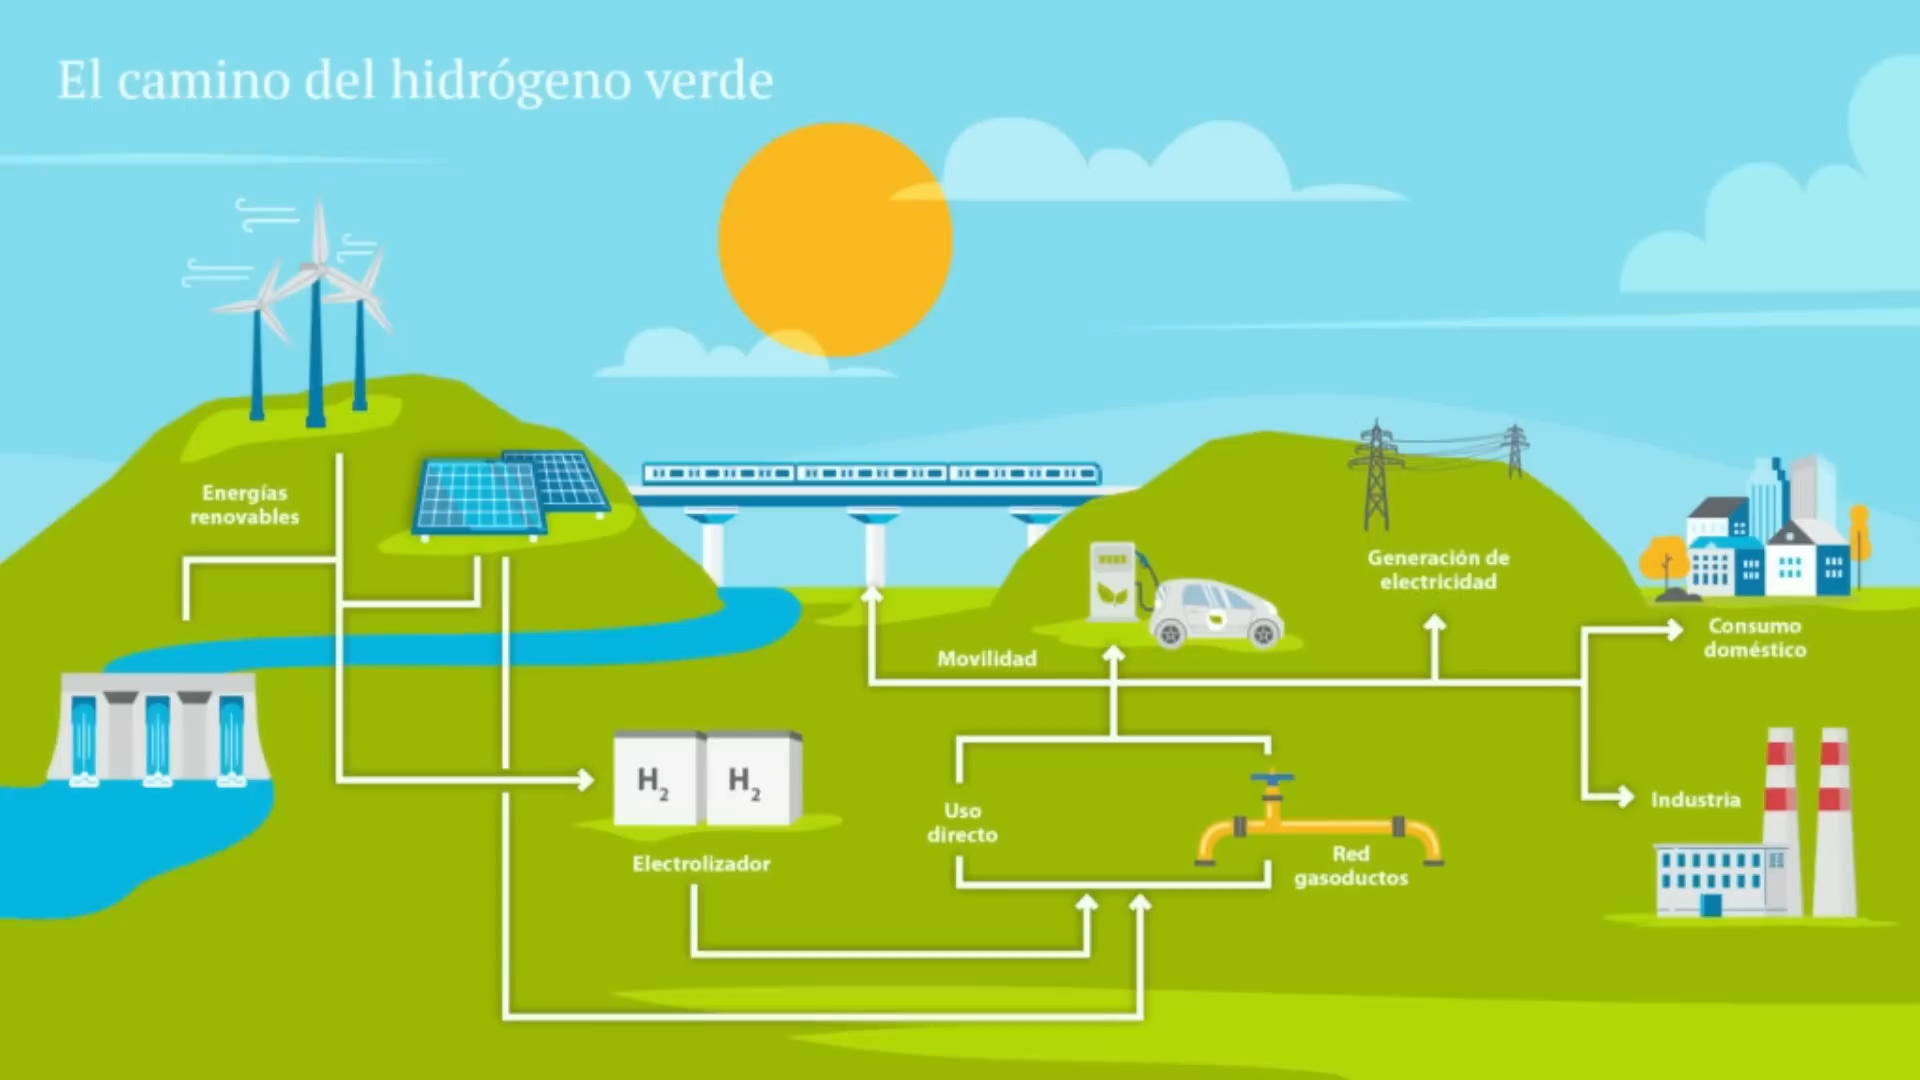 El camino del hidrógeno verde
Energías
renovables
Generación de
electricidad
Consumo
doméstico
Movilidad
H2
H2
Uso
directo
Industria
Electrolizador
Red
gasoductos